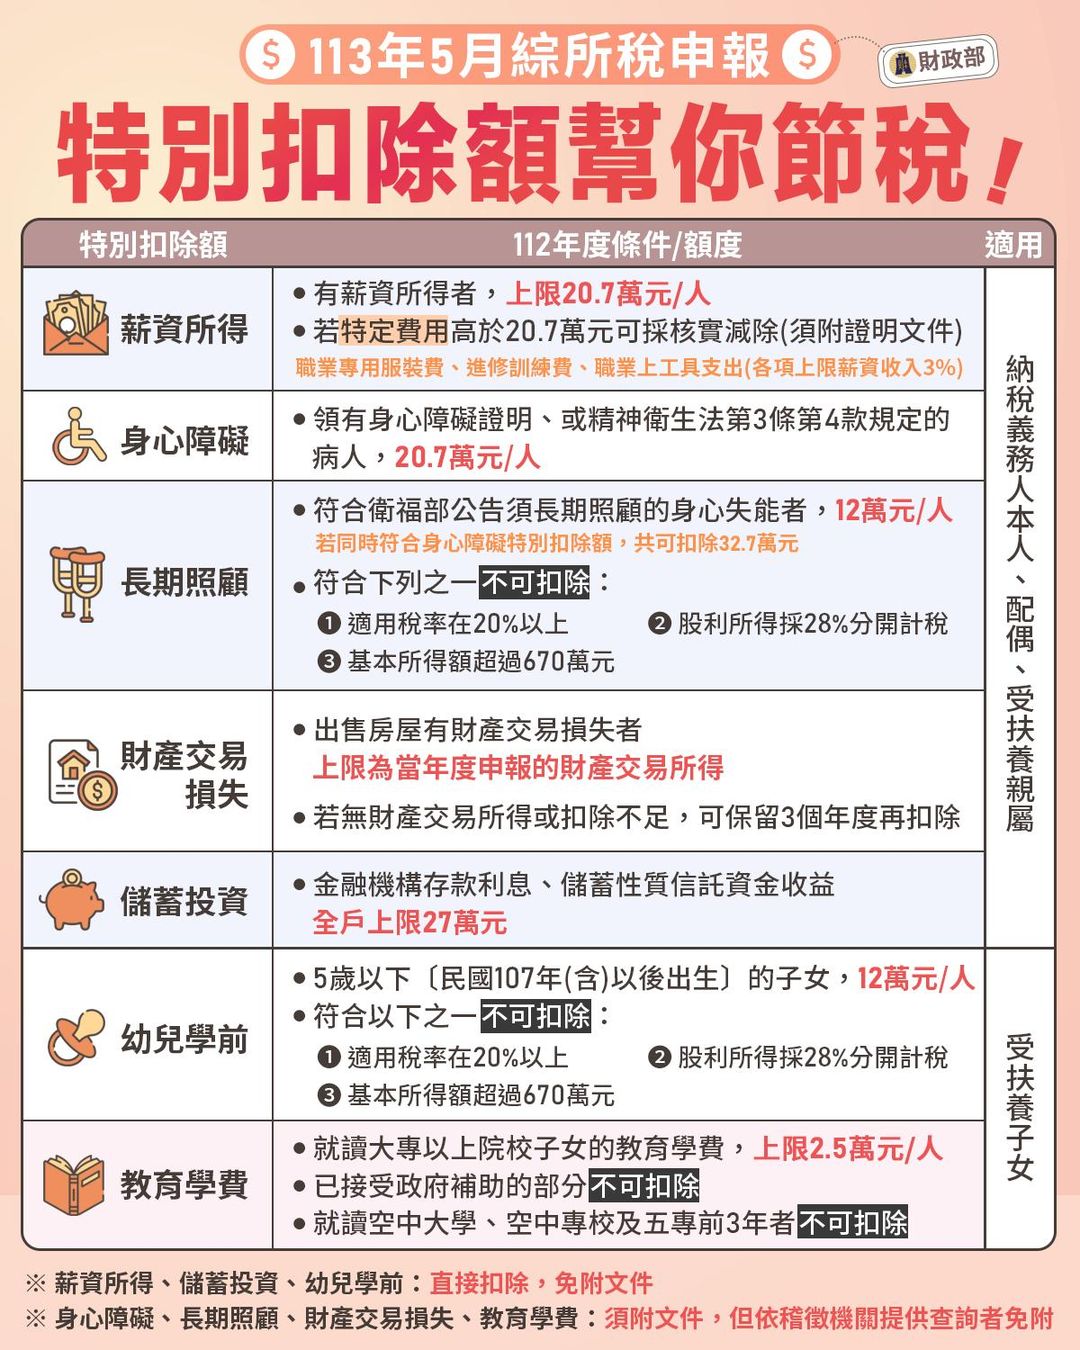 113年5月綜所稅申報
財政部
特別扣除額幫你節稅！
特別扣除額
112年度條件/額度
適用
薪資所得
● 有薪資所得者，上限20.7萬元/人
● 若特定費用高於20.7萬元可採核實減除(須附證明文件)
職業專用服裝費、進修訓練費、職業上工具支出(各項上限薪資收入3%)
身心障礙
● 領有身心障礙證明、或精神衛生法第3條第4款規定的
病人，20.7萬元/人
長期照顧
● 符合衛福部公告須長期照顧的身心失能者，12萬元/人
若同時符合身心障礙特別扣除額，共可扣除32.7萬元
● 符合下列之一不可扣除：
❶ 適用稅率在20%以上 ❷ 股利所得採28%分開計稅
❸ 基本所得額超過670萬元
財產交易
損失
● 出售房屋有財產交易損失者
上限為當年度申報的財產交易所得
● 若無財產交易所得或扣除不足，可保留3個年度再扣除
儲蓄投資
● 金融機構存款利息、儲蓄性質信託資金收益
全戶上限27萬元
納稅義務人本人、配偶、受扶養親屬
幼兒學前
● 5歲以下〔民國107年(含)以後出生〕的子女，12萬元/人
● 符合以下之一不可扣除：
❶ 適用稅率在20%以上 ❷ 股利所得採28%分開計稅
❸ 基本所得額超過670萬元
教育學費
● 就讀大專以上院校子女的教育學費，上限2.5萬元/人
● 已接受政府補助的部分不可扣除
● 就讀空中大學、空中專校及五專前3年者不可扣除
受扶養子女
※ 薪資所得、儲蓄投資、幼兒學前：直接扣除，免附文件
※ 身心障礙、長期照顧、財產交易損失、教育學費：須附文件，但依稽徵機關提供查詢者免附